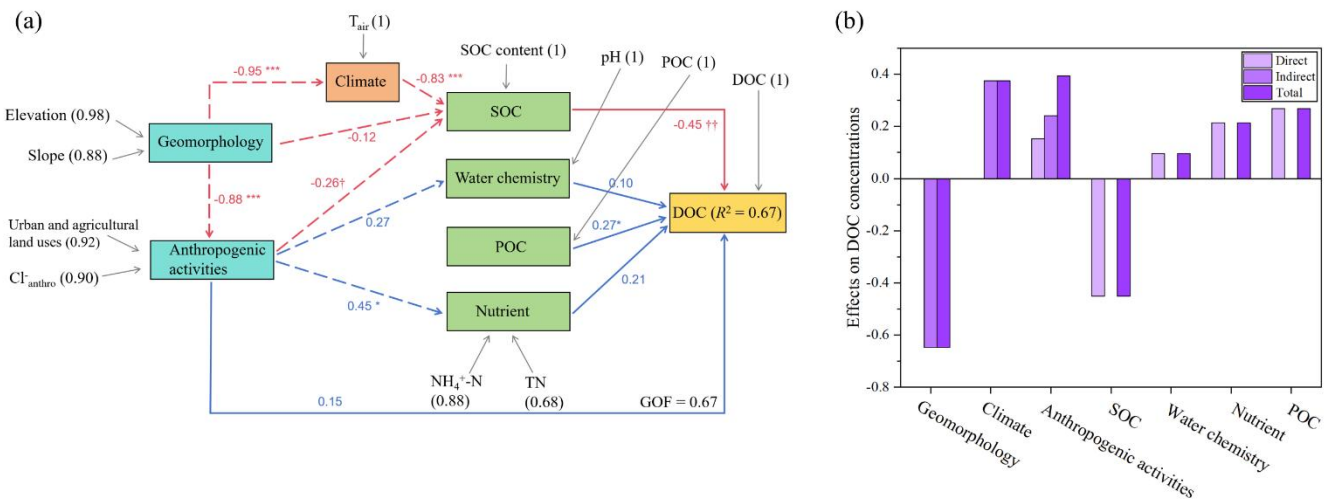 (a)
T_air (1)
SOC content (1)
pH (1)
POC (1)
DOC (1)
-0.95 ***
Climate
-0.83 ***
SOC
Elevation (0.98)
Slope (0.88)
Geomorphology
-0.12
-0.45 ††
-0.88 ***
-0.26†
Water chemistry
0.10
0.27
DOC (R² = 0.67)
0.27*
Urban and agricultural
land uses (0.92)
Cl⁻anthro (0.90)
Anthropogenic
activities
POC
0.21
0.45 *
Nutrient
0.15
NH₄⁺-N
(0.88)
TN
(0.68)
GOF = 0.67
(b)
Direct
Indirect
Total
Effects on DOC concentrations
0.4
0.2
0.0
-0.2
-0.4
-0.6
-0.8
Geomorphology
Climate
Anthropogenic activities
SOC
Water chemistry
Nutrient
POC